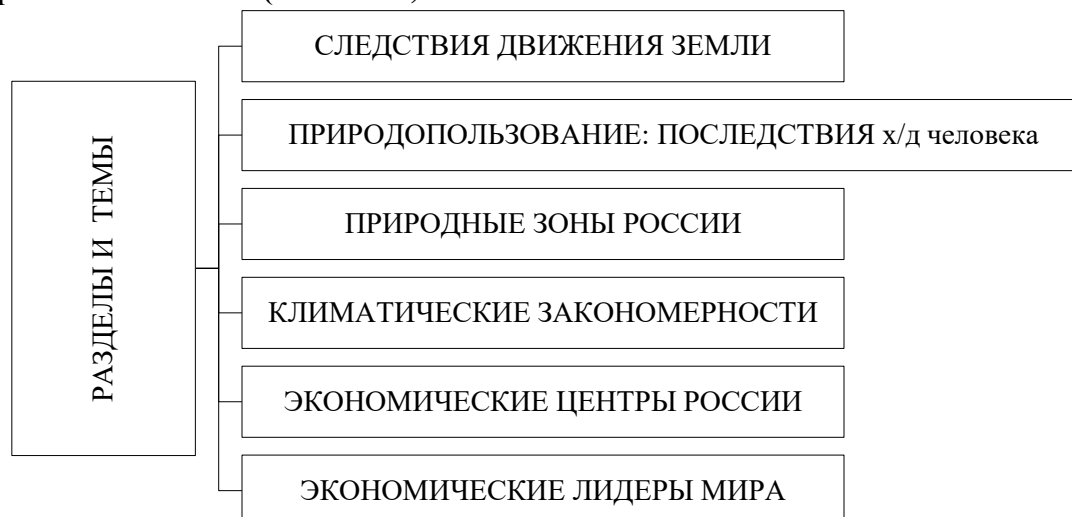 РАЗДЕЛЫ И ТЕМЫ
СЛЕДСТВИЯ ДВИЖЕНИЯ ЗЕМЛИ
ПРИРОДОПОЛЬЗОВАНИЕ: ПОСЛЕДСТВИЯ х/д человека
ПРИРОДНЫЕ ЗОНЫ РОССИИ
КЛИМАТИЧЕСКИЕ ЗАКОНОМЕРНОСТИ
ЭКОНОМИЧЕСКИЕ ЦЕНТРЫ РОССИИ
ЭКОНОМИЧЕСКИЕ ЛИДЕРЫ МИРА